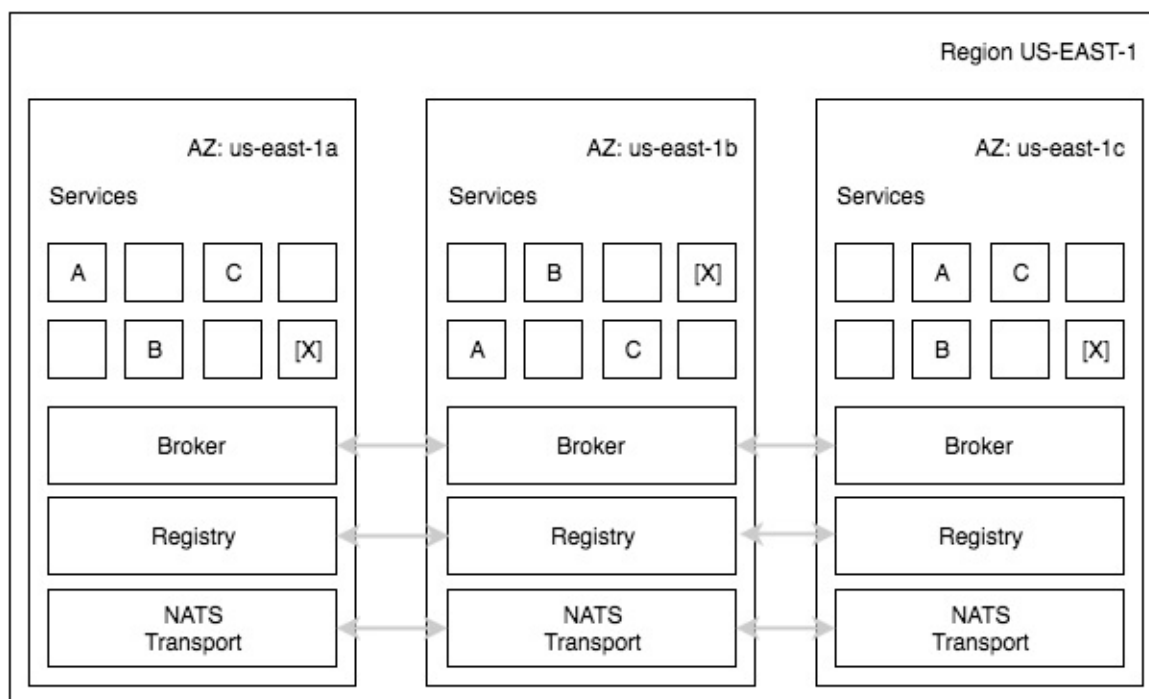 Region US-EAST-1
AZ: us-east-1a
Services
A
C
B
[X]
Broker
Registry
NATS
Transport
AZ: us-east-1b
Services
B
[X]
A
C
Broker
Registry
NATS
Transport
AZ: us-east-1c
Services
A
C
B
[X]
Broker
Registry
NATS
Transport